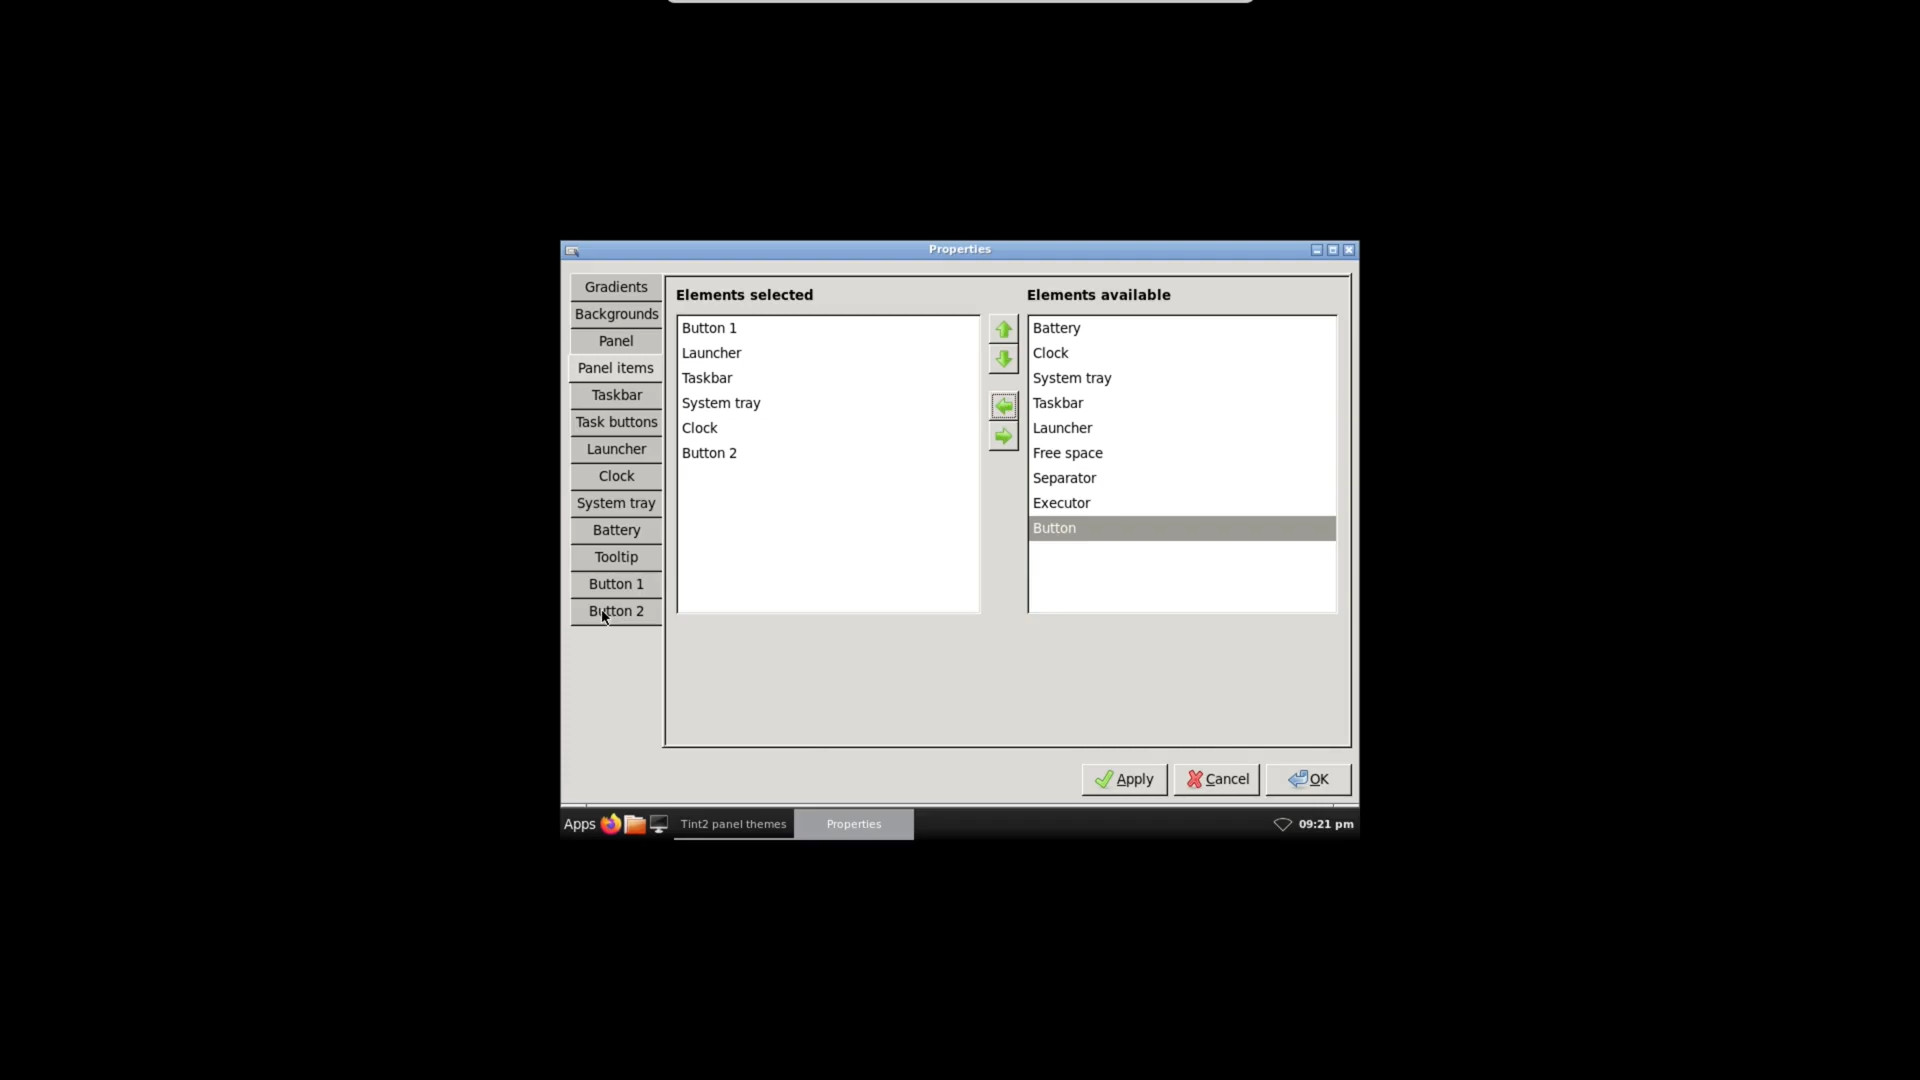 Properties
Gradients
Backgrounds
Panel
Panel items
Taskbar
Task buttons
Launcher
Clock
System tray
Battery
Tooltip
Button 1
Button 2
Elements selected
Button 1
Launcher
Taskbar
System tray
Clock
Button 2
Elements available
Battery
Clock
System tray
Taskbar
Launcher
Free space
Separator
Executor
Button
Apply
Cancel
OK
Apps
Tint2 panel themes
Properties
09:21 pm